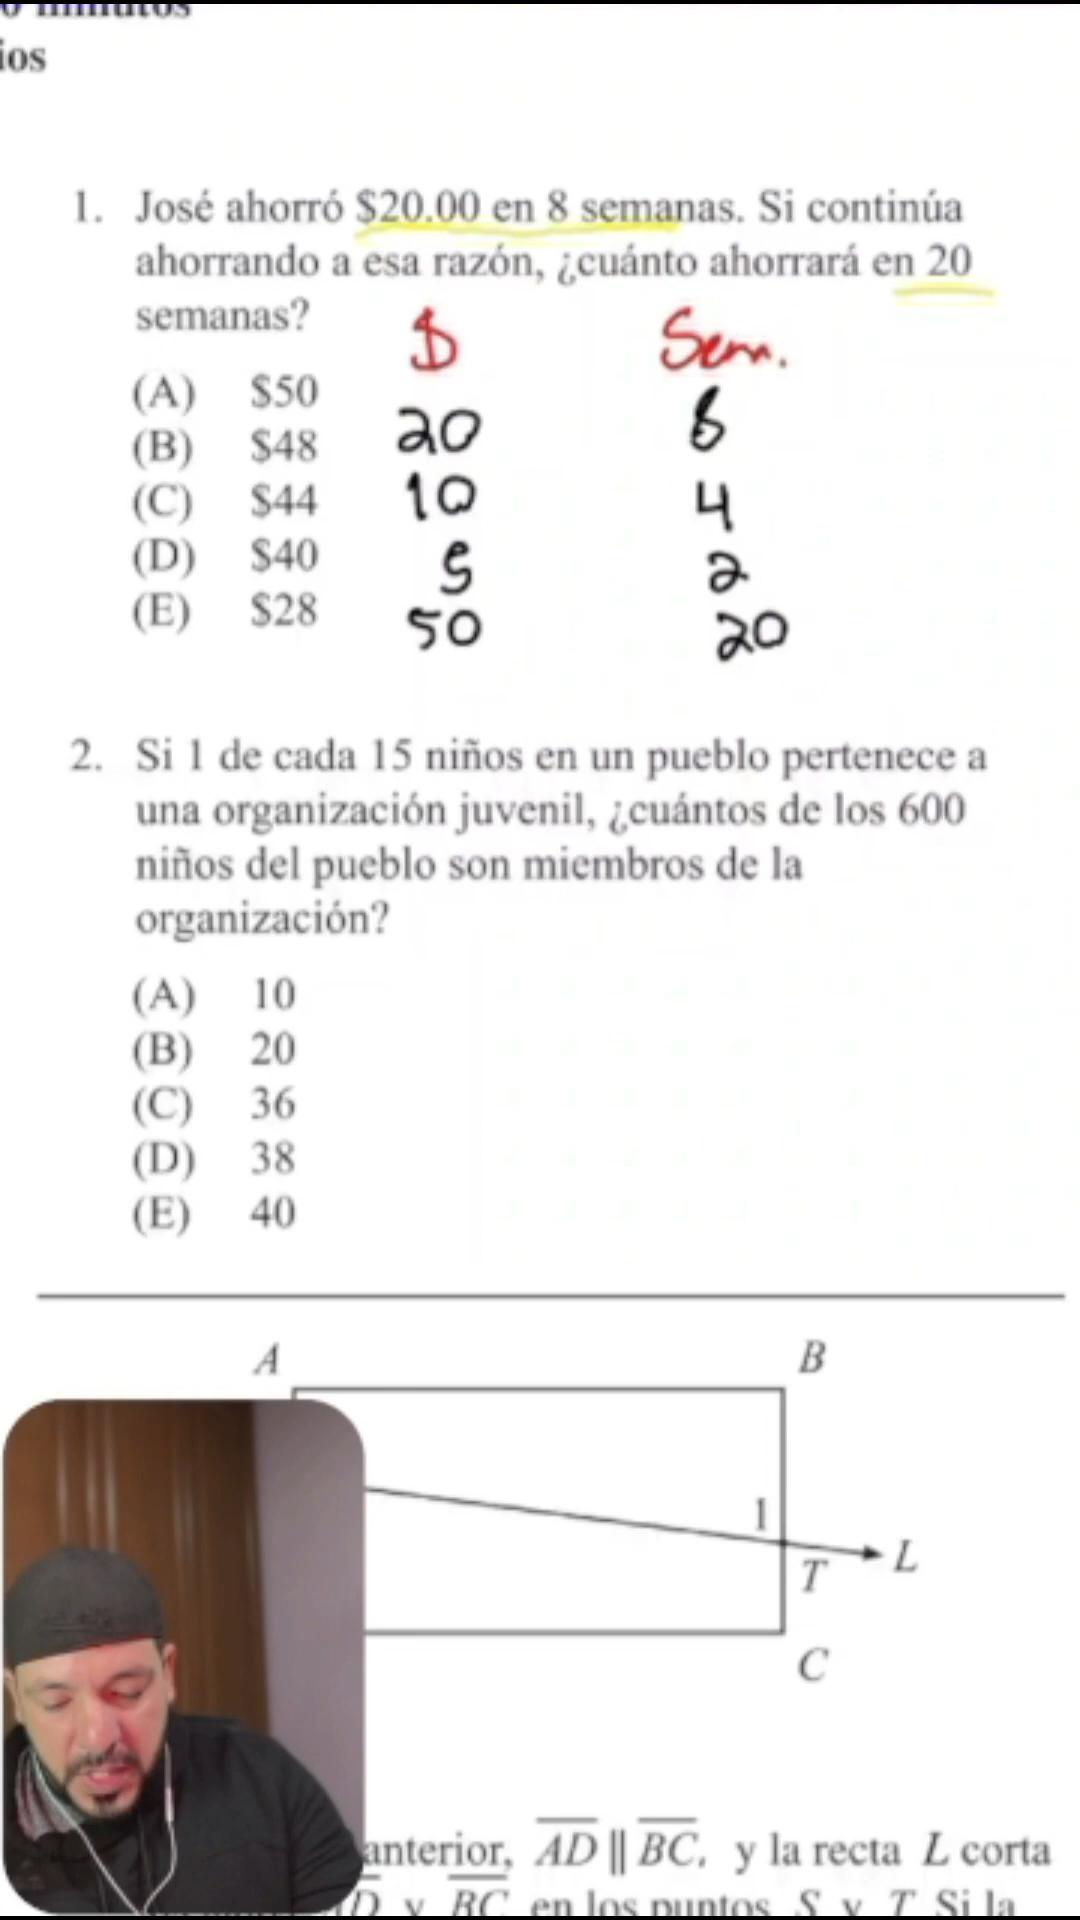 minutos
ios
1. José ahorró $20.00 en 8 semanas. Si continúa
ahorrando a esa razón, ¿cuánto ahorrará en 20
semanas?
$ Sem.
(A) $50
20 8
(B) $48
(C) $44
10 4
(D) $40
5 2
(E) $28
50 20
2. Si 1 de cada 15 niños en un pueblo pertenece a
una organización juvenil, ¿cuántos de los 600
niños del pueblo son miembros de la
organización?
(A) 10
(B) 20
(C) 36
(D) 38
(E) 40
A B
1
L
T
C
anterior, AD || BC, y la recta L corta
D y BC en los puntos S y T Si la